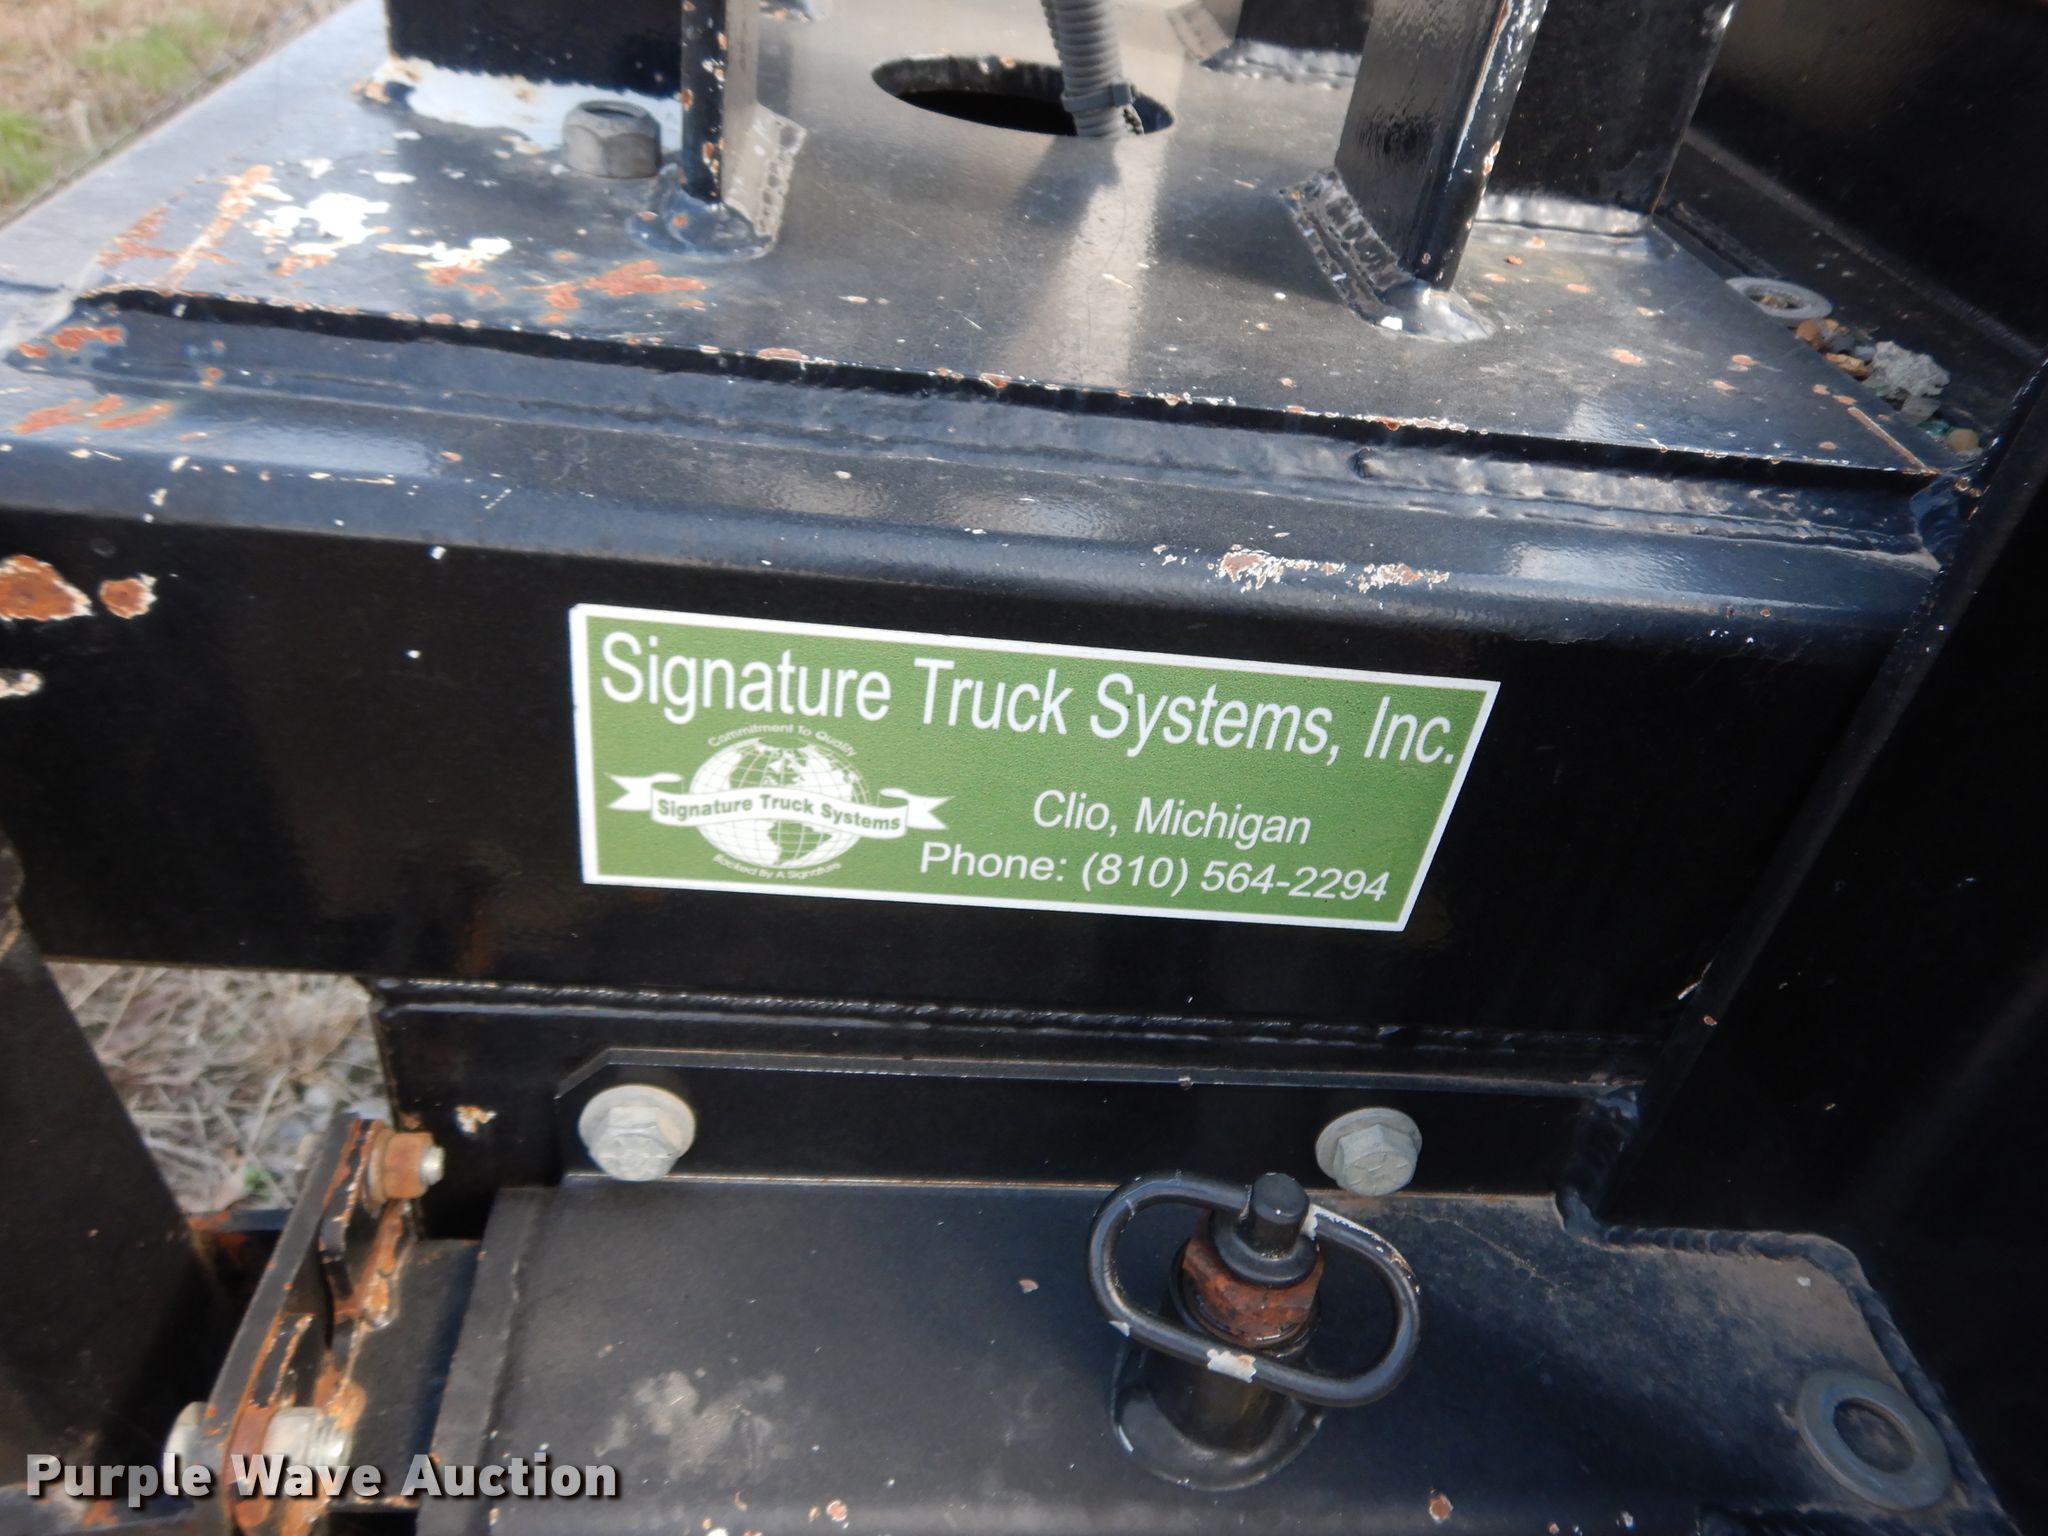 Signature Truck Systems, Inc.
Commitment To Quality
Signature Truck Systems
Backed By A Signature
Clio, Michigan
Phone: (810) 564-2294
Purple Wave Auction